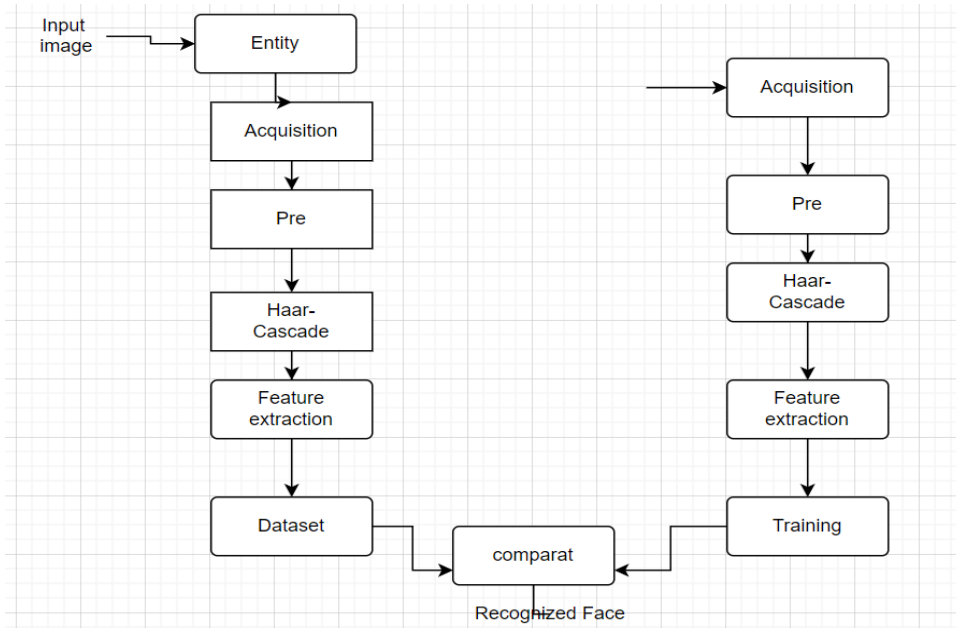 Input
image
Entity
Acquisition
Pre
Haar-
Cascade
Feature
extraction
Dataset
Acquisition
Pre
Haar-
Cascade
Feature
extraction
Training
comparat
Recognized Face